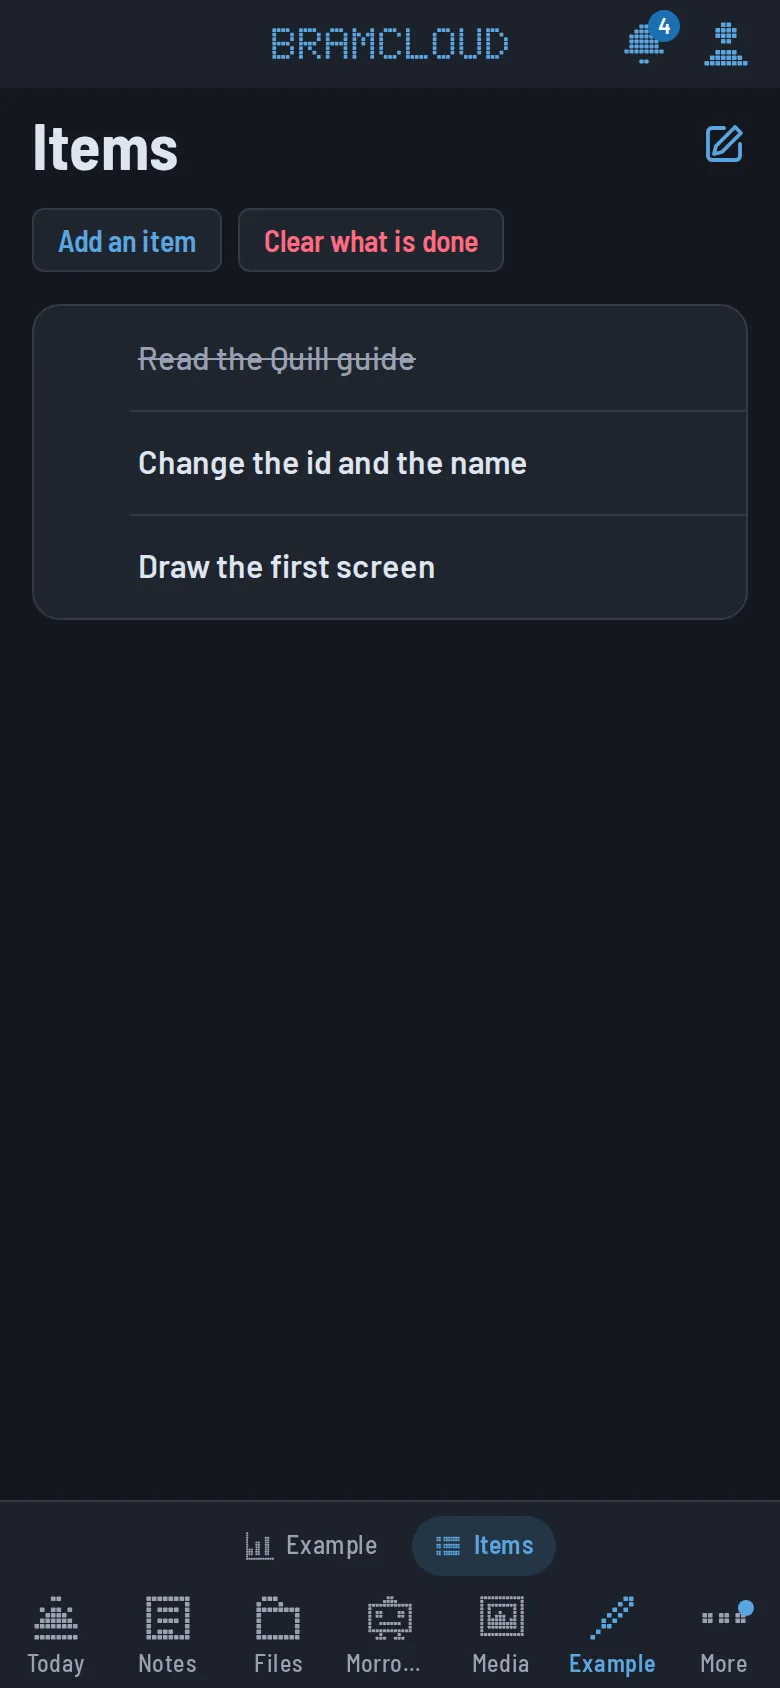 BRAMCLOUD
4
Items
Add an item
Clear what is done
Read the Quill guide
Change the id and the name
Draw the first screen
Example
Items
Today
Notes
Files
Morro...
Media
Example
More